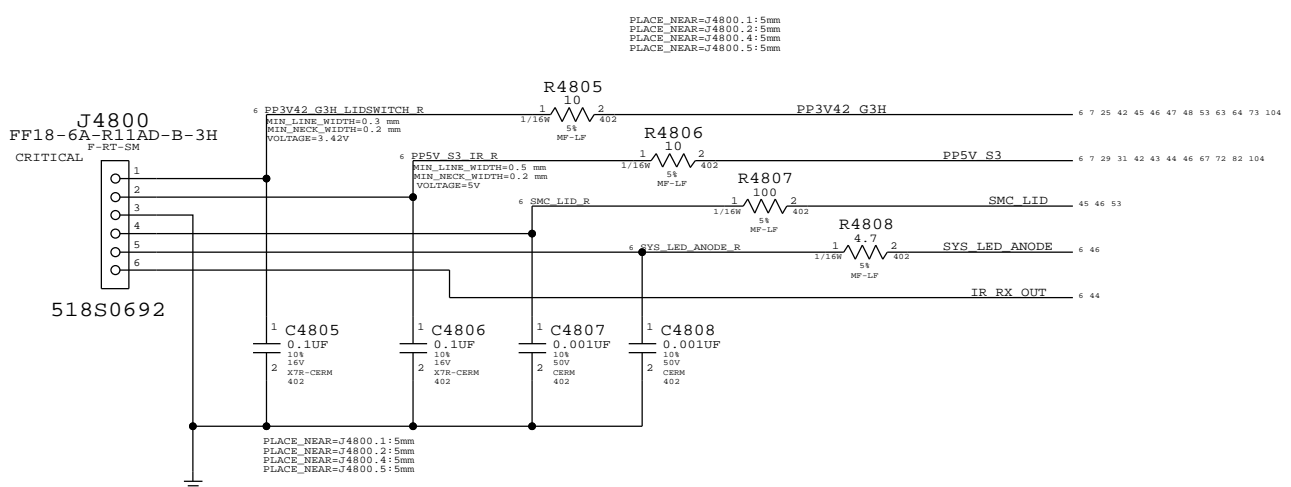 PLACE_NEAR=J4800.1:5mm
PLACE_NEAR=J4800.2:5mm
PLACE_NEAR=J4800.4:5mm
PLACE_NEAR=J4800.5:5mm
J4800
FF18-6A-R11AD-B-3H
F-RT-SM
CRITICAL
1
2
3
4
5
6
518S0692
6 PP3V42_G3H_LIDSWITCH_R
MIN_LINE_WIDTH=0.3 mm
MIN_NECK_WIDTH=0.2 mm
VOLTAGE=3.42V
R4805
10
1 2
1/16W 402
5%
MF-LF
PP3V42_G3H 6 7 25 42 45 46 47 48 53 63 64 73 104
6 PP5V_S3_IR_R
MIN_LINE_WIDTH=0.5 mm
MIN_NECK_WIDTH=0.2 mm
VOLTAGE=5V
R4806
10
1 2
1/16W 402
5%
MF-LF
PP5V_S3 6 7 29 31 42 43 44 46 67 72 82 104
6 SMC_LID_R
R4807
100
1 2
1/16W 402
5%
MF-LF
SMC_LID 45 46 53
6 SYS_LED_ANODE_R
R4808
4.7
1 2
1/16W 402
5%
MF-LF
SYS_LED_ANODE 6 46
IR_RX_OUT 6 44
1 C4805
0.1UF
10%
16V
2 X7R-CERM
402
1 C4806
0.1UF
10%
16V
2 X7R-CERM
402
1 C4807
0.001UF
10%
50V
2 CERM
402
1 C4808
0.001UF
10%
50V
2 CERM
402
PLACE_NEAR=J4800.1:5mm
PLACE_NEAR=J4800.2:5mm
PLACE_NEAR=J4800.4:5mm
PLACE_NEAR=J4800.5:5mm